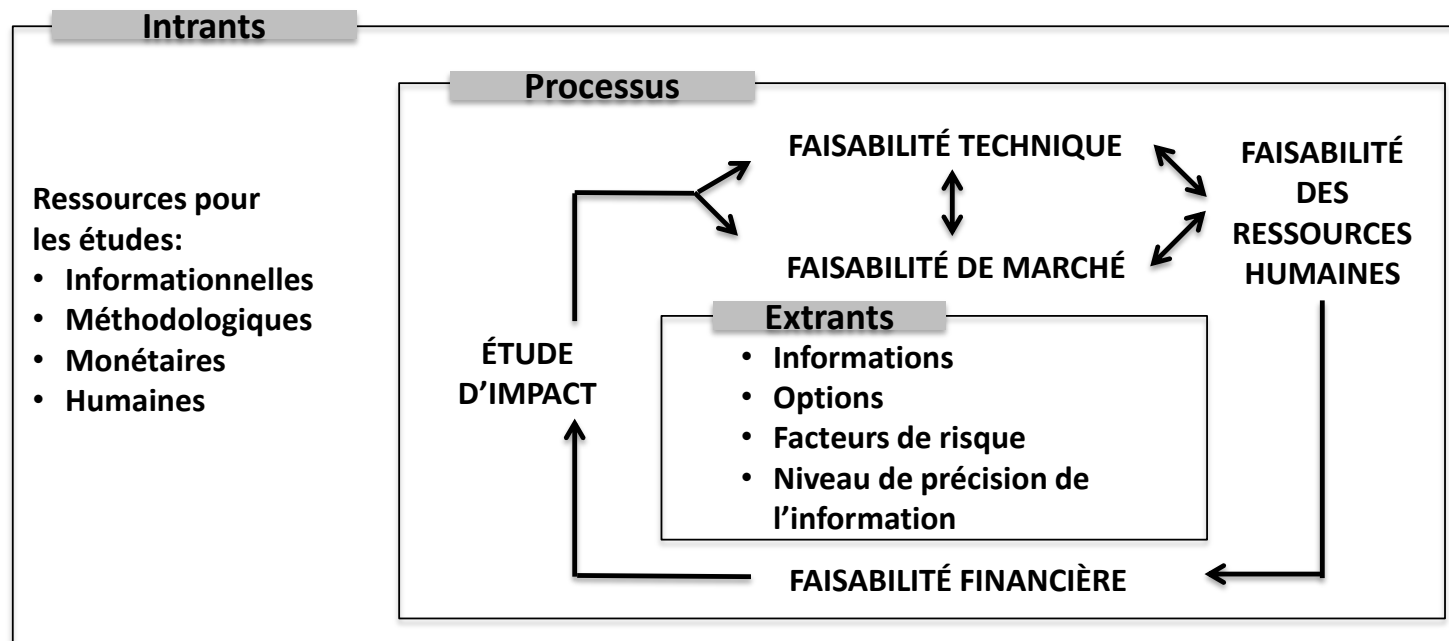 Intrants
Processus
Ressources pour
les études:
• Informationnelles
• Méthodologiques
• Monétaires
• Humaines
FAISABILITÉ TECHNIQUE
FAISABILITÉ DE MARCHÉ
FAISABILITÉ
DES
RESSOURCES
HUMAINES
Extrants
• Informations
• Options
• Facteurs de risque
• Niveau de précision de
l’information
ÉTUDE
D’IMPACT
FAISABILITÉ FINANCIÈRE